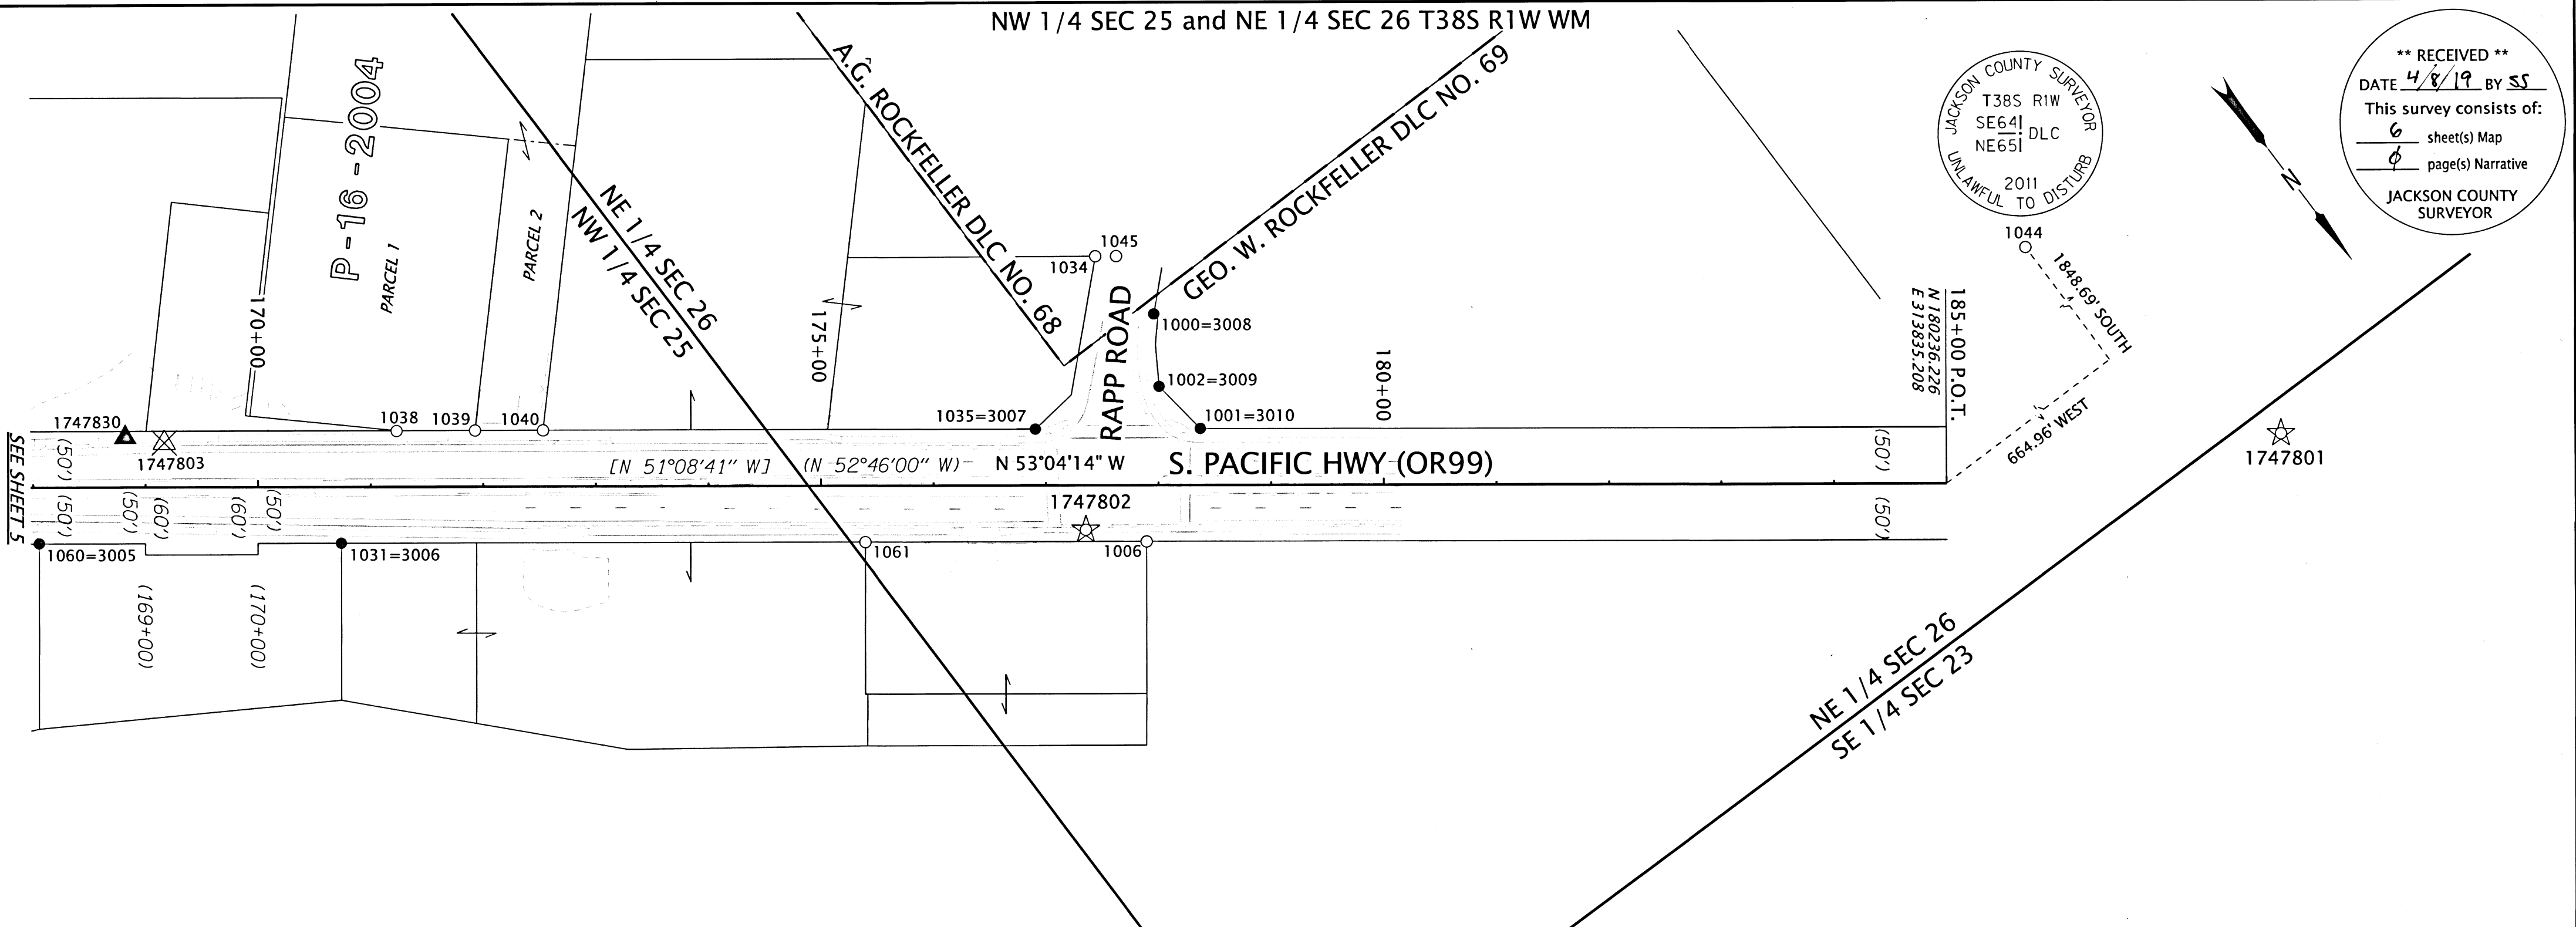 NW 1/4 SEC 25 and NE 1/4 SEC 26 T38S R1W WM
** RECEIVED **
DATE 4/8/19 BY SS
This survey consists of:
6 sheet(s) Map
0 page(s) Narrative
JACKSON COUNTY
SURVEYOR
JACKSON COUNTY SURVEYOR
T38S R1W
SE64
NE65
DLC
2011
UNLAWFUL TO DISTURB
1044
N
1848.69' SOUTH
664.96' WEST
P-16-2004
PARCEL 1
PARCEL 2
A.G. ROCKFELLER DLC NO. 68
GEO. W. ROCKFELLER DLC NO. 69
NE 1/4 SEC 26
NW 1/4 SEC 25
1045
1034
RAPP ROAD
1000=3008
1002=3009
1001=3010
1035=3007
170+00
175+00
180+00
185+00 P.O.T.
N 180236.226
E 313835.208
1747830
1747803
1038
1039
1040
1747801
SEE SHEET 5
(50')
(50')
(50')
(60')
(60')
(50')
[N 51°08'41" W]
(N 52°46'00" W)
N 53°04'14" W
S. PACIFIC HWY (OR99)
(50')
(50')
1747802
1060=3005
1031=3006
1061
1006
(169+00)
(170+00)
NE 1/4 SEC 26
SE 1/4 SEC 23